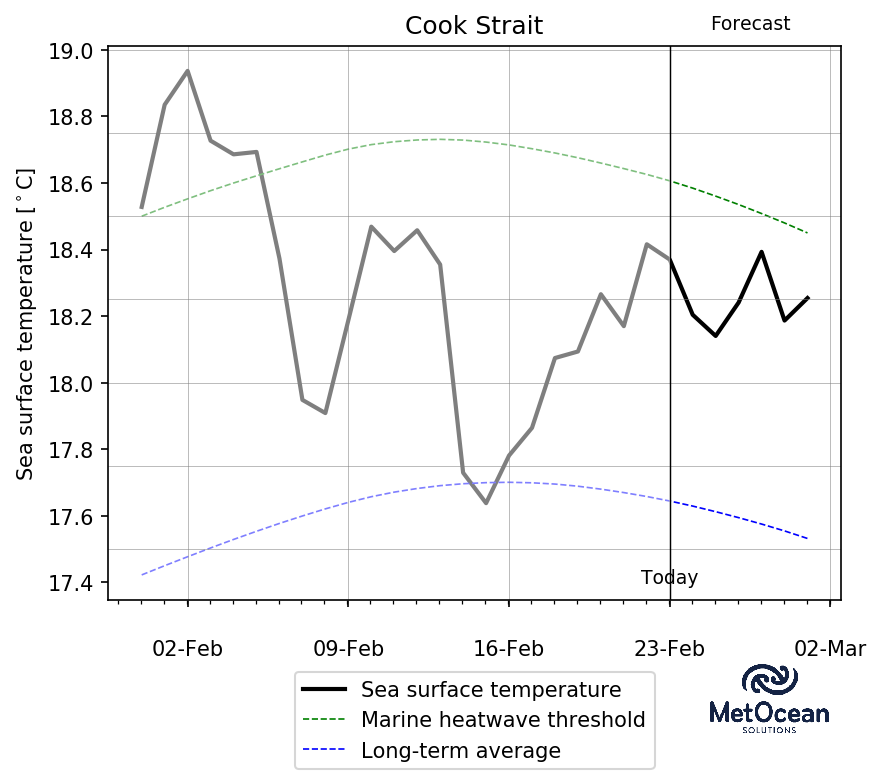 Cook Strait
Forecast
19.0
18.8
18.6
18.4
18.2
18.0
17.8
17.6
17.4
Sea surface temperature [°C]
Today
02-Feb
09-Feb
16-Feb
23-Feb
02-Mar
Sea surface temperature
Marine heatwave threshold
Long-term average
MetOcean
SOLUTIONS